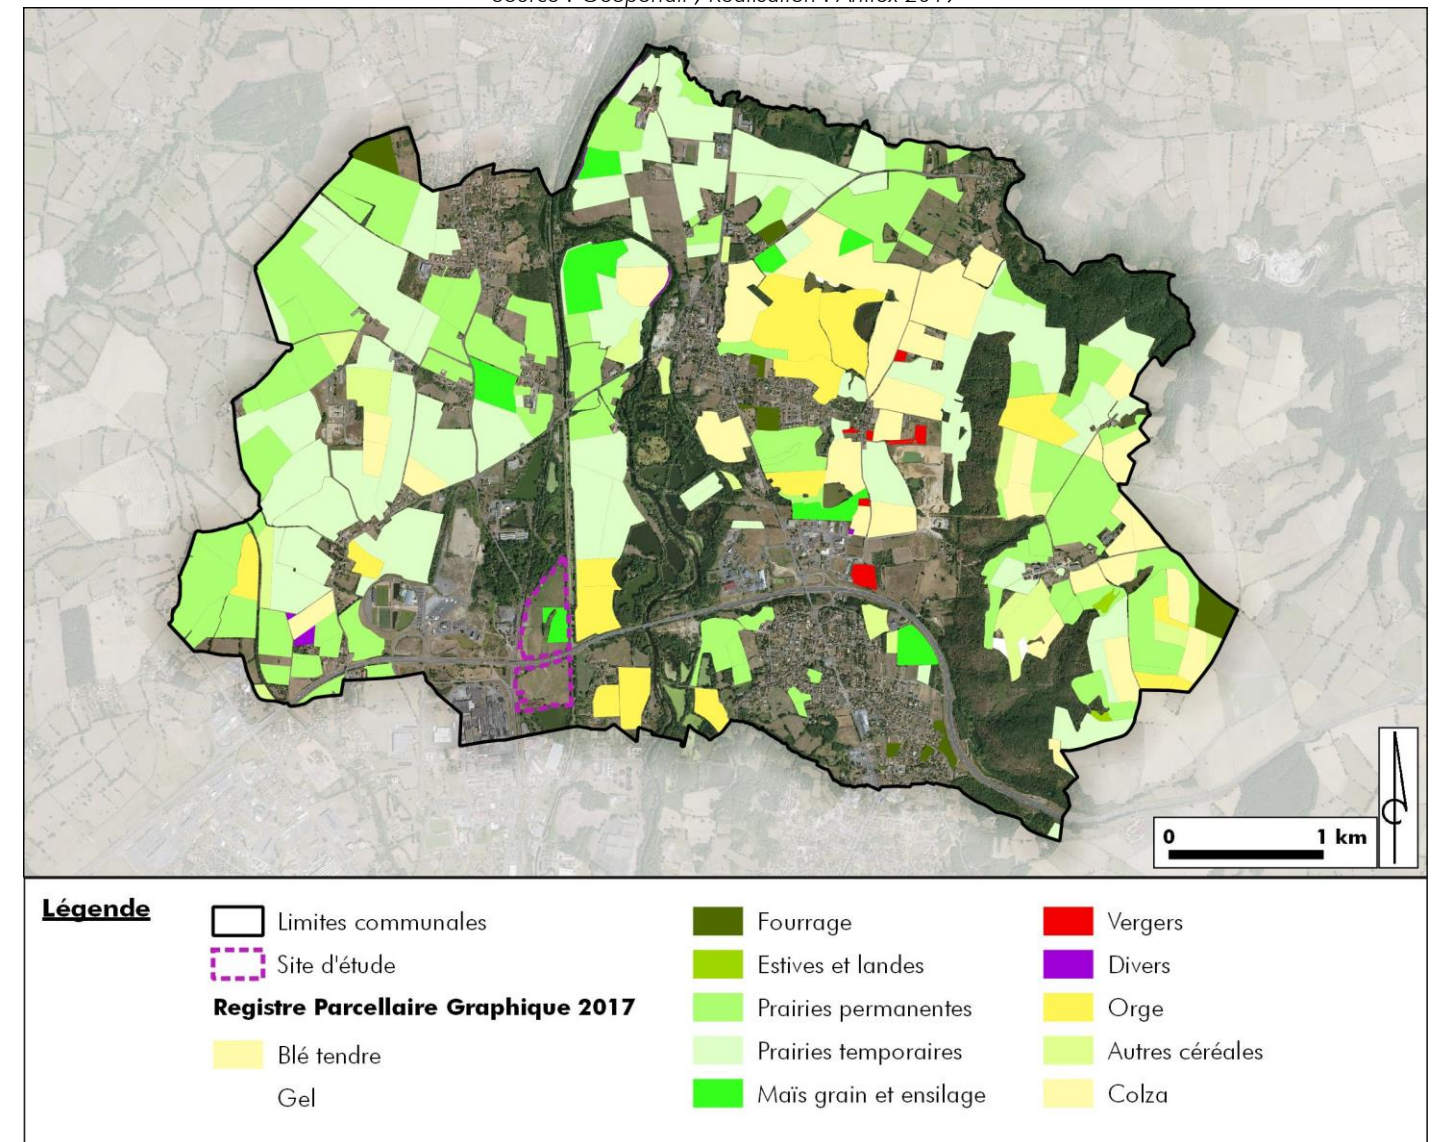 0 1 km
Légende
Limites communales
Site d'étude
Registre Parcellaire Graphique 2017
Blé tendre
Gel
Fourrage
Estives et landes
Prairies permanentes
Prairies temporaires
Maïs grain et ensilage
Vergers
Divers
Orge
Autres céréales
Colza